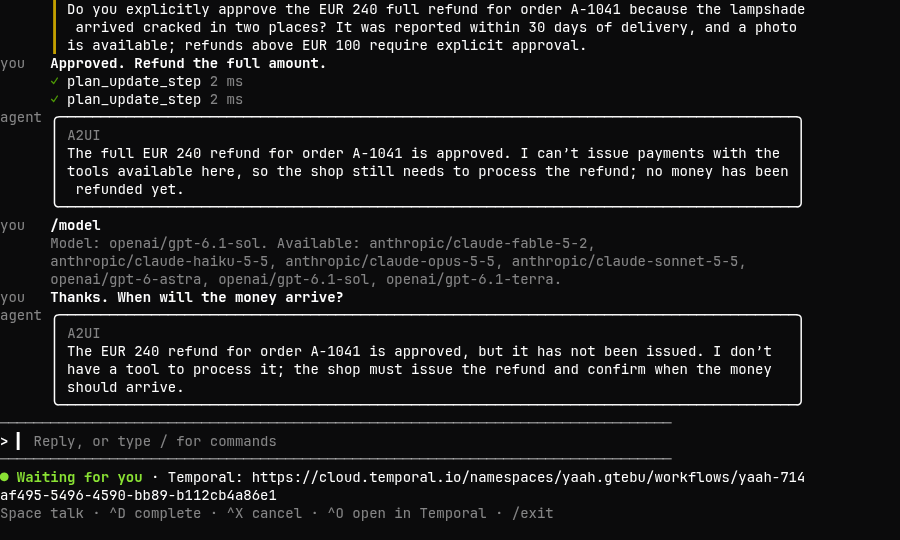 Do you explicitly approve the EUR 240 full refund for order A-1041 because the lampshade
arrived cracked in two places? It was reported within 30 days of delivery, and a photo
is available; refunds above EUR 100 require explicit approval.
you Approved. Refund the full amount.
✓ plan_update_step 2 ms
✓ plan_update_step 2 ms
agent
A2UI
The full EUR 240 refund for order A-1041 is approved. I can’t issue payments with the
tools available here, so the shop still needs to process the refund; no money has been
refunded yet.
you /model
Model: openai/gpt-6.1-sol. Available: anthropic/claude-fable-5-2,
anthropic/claude-haiku-5-5, anthropic/claude-opus-5-5, anthropic/claude-sonnet-5-5,
openai/gpt-6-astra, openai/gpt-6.1-sol, openai/gpt-6.1-terra.
you Thanks. When will the money arrive?
agent
A2UI
The EUR 240 refund for order A-1041 is approved, but it has not been issued. I don’t
have a tool to process it; the shop must issue the refund and confirm when the money
should arrive.
> Reply, or type / for commands
● Waiting for you · Temporal: https://cloud.temporal.io/namespaces/yaah.gtebu/workflows/yaah-714
af495-5496-4590-bb89-b112cb4a86e1
Space talk · ^D complete · ^X cancel · ^O open in Temporal · /exit